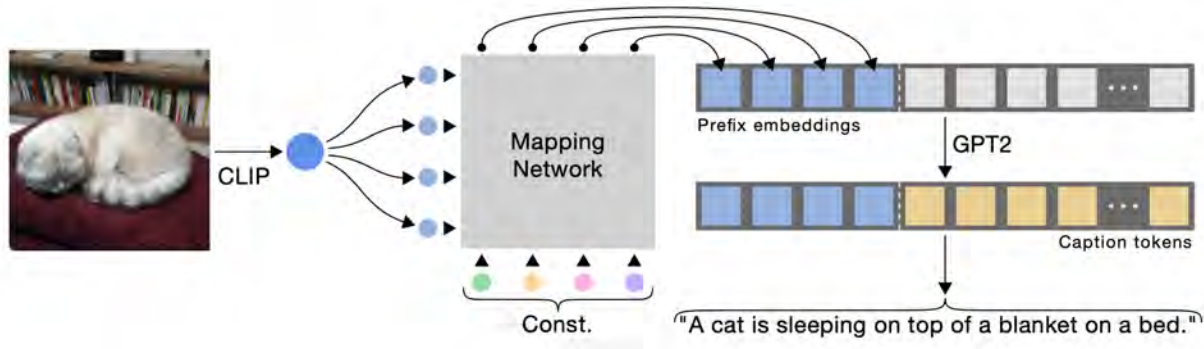 CLIP
Mapping
Network
Const.
Prefix embeddings
GPT2
Caption tokens
"A cat is sleeping on top of a blanket on a bed."